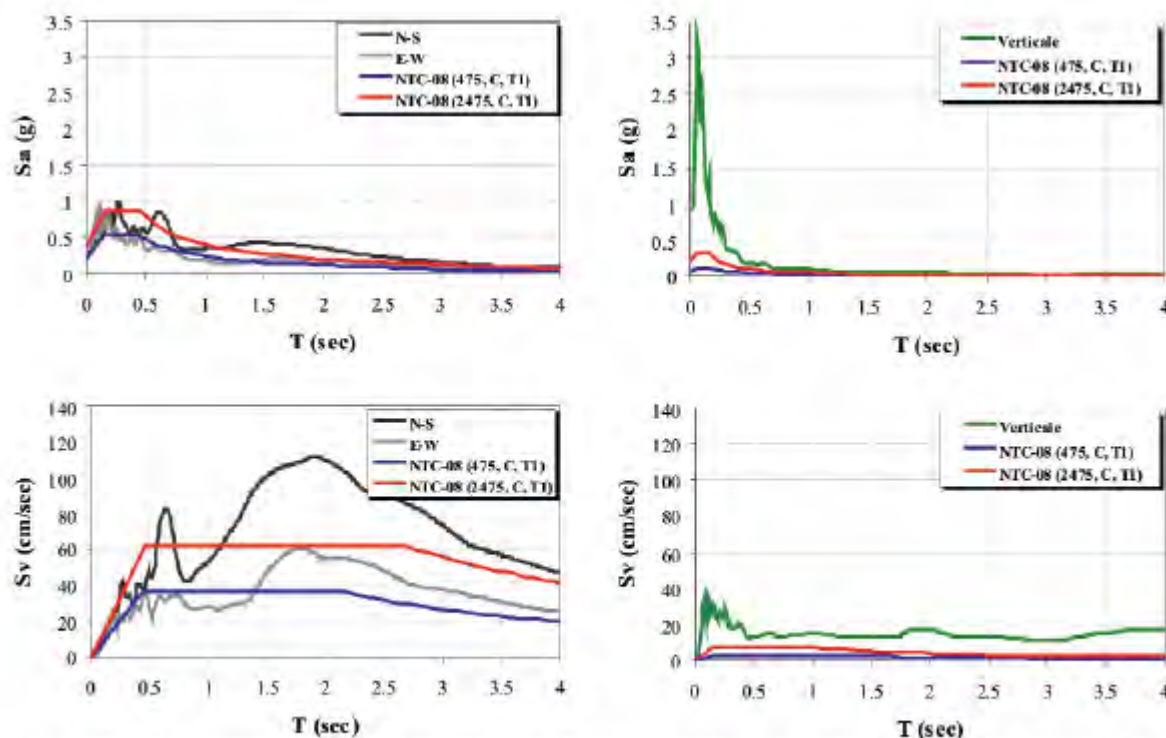 3.5
3
2.5
2
1.5
1
0.5
0
Sa (g)
N-S
E-W
NTC-08 (475, C, T1)
NTC-08 (2475, C, T1)
0 0.5 1 1.5 2 2.5 3 3.5 4
T (sec)
3.5
3
2.5
2
1.5
1
0.5
0
Sa (g)
Verticale
NTC-08 (475, C, T1)
NTC-08 (2475, C, T1)
0 0.5 1 1.5 2 2.5 3 3.5 4
T (sec)
140
120
100
80
60
40
20
0
Sv (cm/sec)
N-S
E-W
NTC-08 (475, C, T1)
NTC-08 (2475, C, T1)
0 0.5 1 1.5 2 2.5 3 3.5 4
T (sec)
140
120
100
80
60
40
20
0
Sv (cm/sec)
Verticale
NTC-08 (475, C, T1)
NTC-08 (2475, C, T1)
0 0.5 1 1.5 2 2.5 3 3.5 4
T (sec)